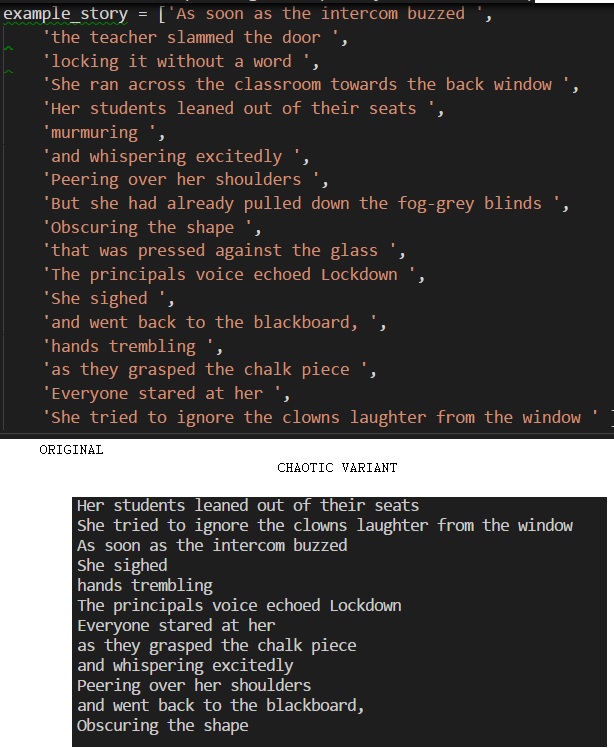 example_story = ['As soon as the intercom buzzed ',
'the teacher slammed the door ',
'locking it without a word ',
'She ran across the classroom towards the back window ',
'Her students leaned out of their seats ',
'murmuring ',
'and whispering excitedly ',
'Peering over her shoulders ',
'But she had already pulled down the fog-grey blinds ',
'Obscuring the shape ',
'that was pressed against the glass ',
'The principals voice echoed Lockdown ',
'She sighed ',
'and went back to the blackboard, ',
'hands trembling ',
'as they grasped the chalk piece ',
'Everyone stared at her ',
'She tried to ignore the clowns laughter from the window ' ]
ORIGINAL
CHAOTIC VARIANT
Her students leaned out of their seats
She tried to ignore the clowns laughter from the window
As soon as the intercom buzzed
She sighed
hands trembling
The principals voice echoed Lockdown
Everyone stared at her
as they grasped the chalk piece
and whispering excitedly
Peering over her shoulders
and went back to the blackboard,
Obscuring the shape